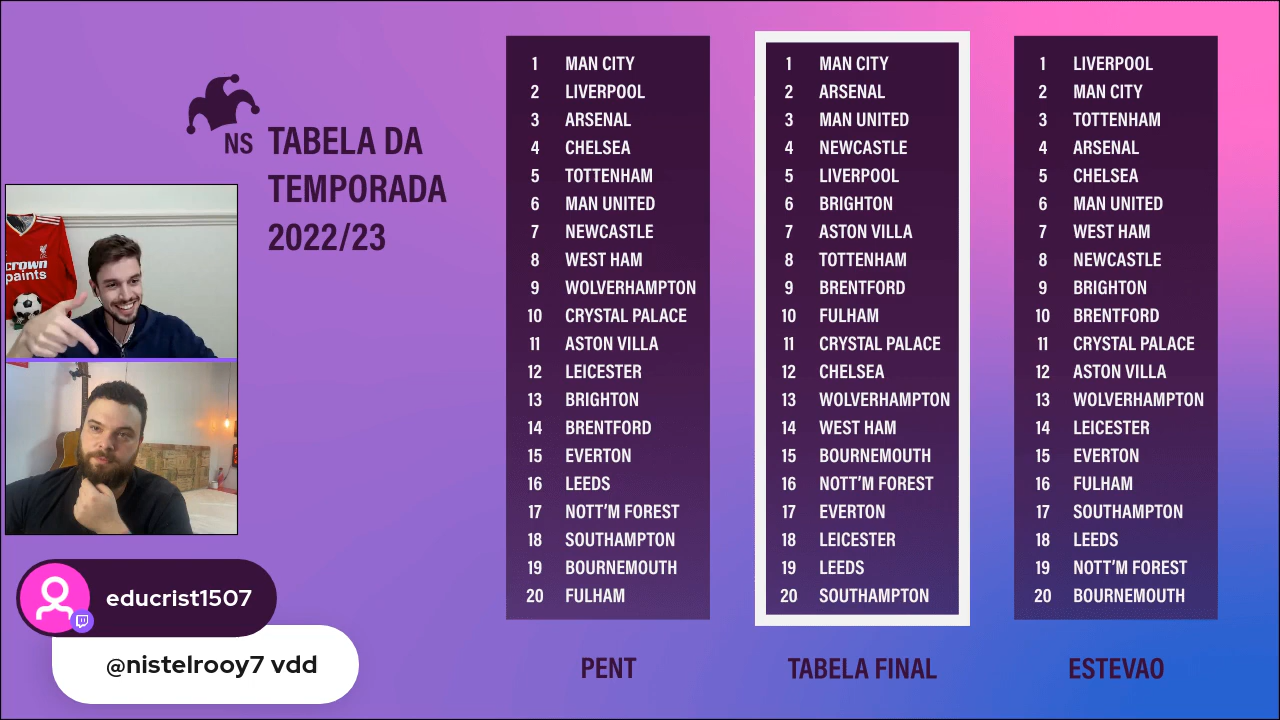 NS TABELA DA
TEMPORADA
2022/23
crown
paints
educrist1507
@nistelrooy7 vdd
1 MAN CITY
2 LIVERPOOL
3 ARSENAL
4 CHELSEA
5 TOTTENHAM
6 MAN UNITED
7 NEWCASTLE
8 WEST HAM
9 WOLVERHAMPTON
10 CRYSTAL PALACE
11 ASTON VILLA
12 LEICESTER
13 BRIGHTON
14 BRENTFORD
15 EVERTON
16 LEEDS
17 NOTT'M FOREST
18 SOUTHAMPTON
19 BOURNEMOUTH
20 FULHAM
PENT
1 MAN CITY
2 ARSENAL
3 MAN UNITED
4 NEWCASTLE
5 LIVERPOOL
6 BRIGHTON
7 ASTON VILLA
8 TOTTENHAM
9 BRENTFORD
10 FULHAM
11 CRYSTAL PALACE
12 CHELSEA
13 WOLVERHAMPTON
14 WEST HAM
15 BOURNEMOUTH
16 NOTT'M FOREST
17 EVERTON
18 LEICESTER
19 LEEDS
20 SOUTHAMPTON
TABELA FINAL
1 LIVERPOOL
2 MAN CITY
3 TOTTENHAM
4 ARSENAL
5 CHELSEA
6 MAN UNITED
7 WEST HAM
8 NEWCASTLE
9 BRIGHTON
10 BRENTFORD
11 CRYSTAL PALACE
12 ASTON VILLA
13 WOLVERHAMPTON
14 LEICESTER
15 EVERTON
16 FULHAM
17 SOUTHAMPTON
18 LEEDS
19 NOTT'M FOREST
20 BOURNEMOUTH
ESTEVAO